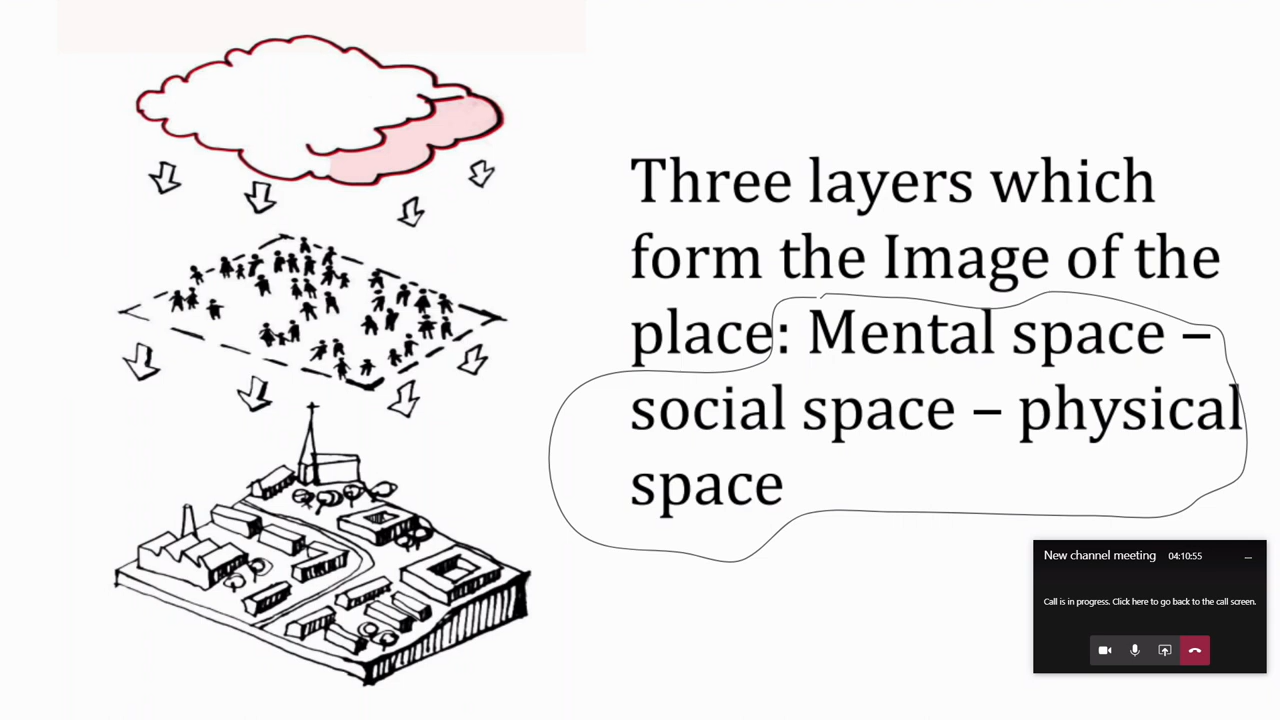 Three layers which
form the Image of the
place: Mental space –
social space – physical
space
New channel meeting 04:10:55
Call is in progress. Click here to go back to the call screen.